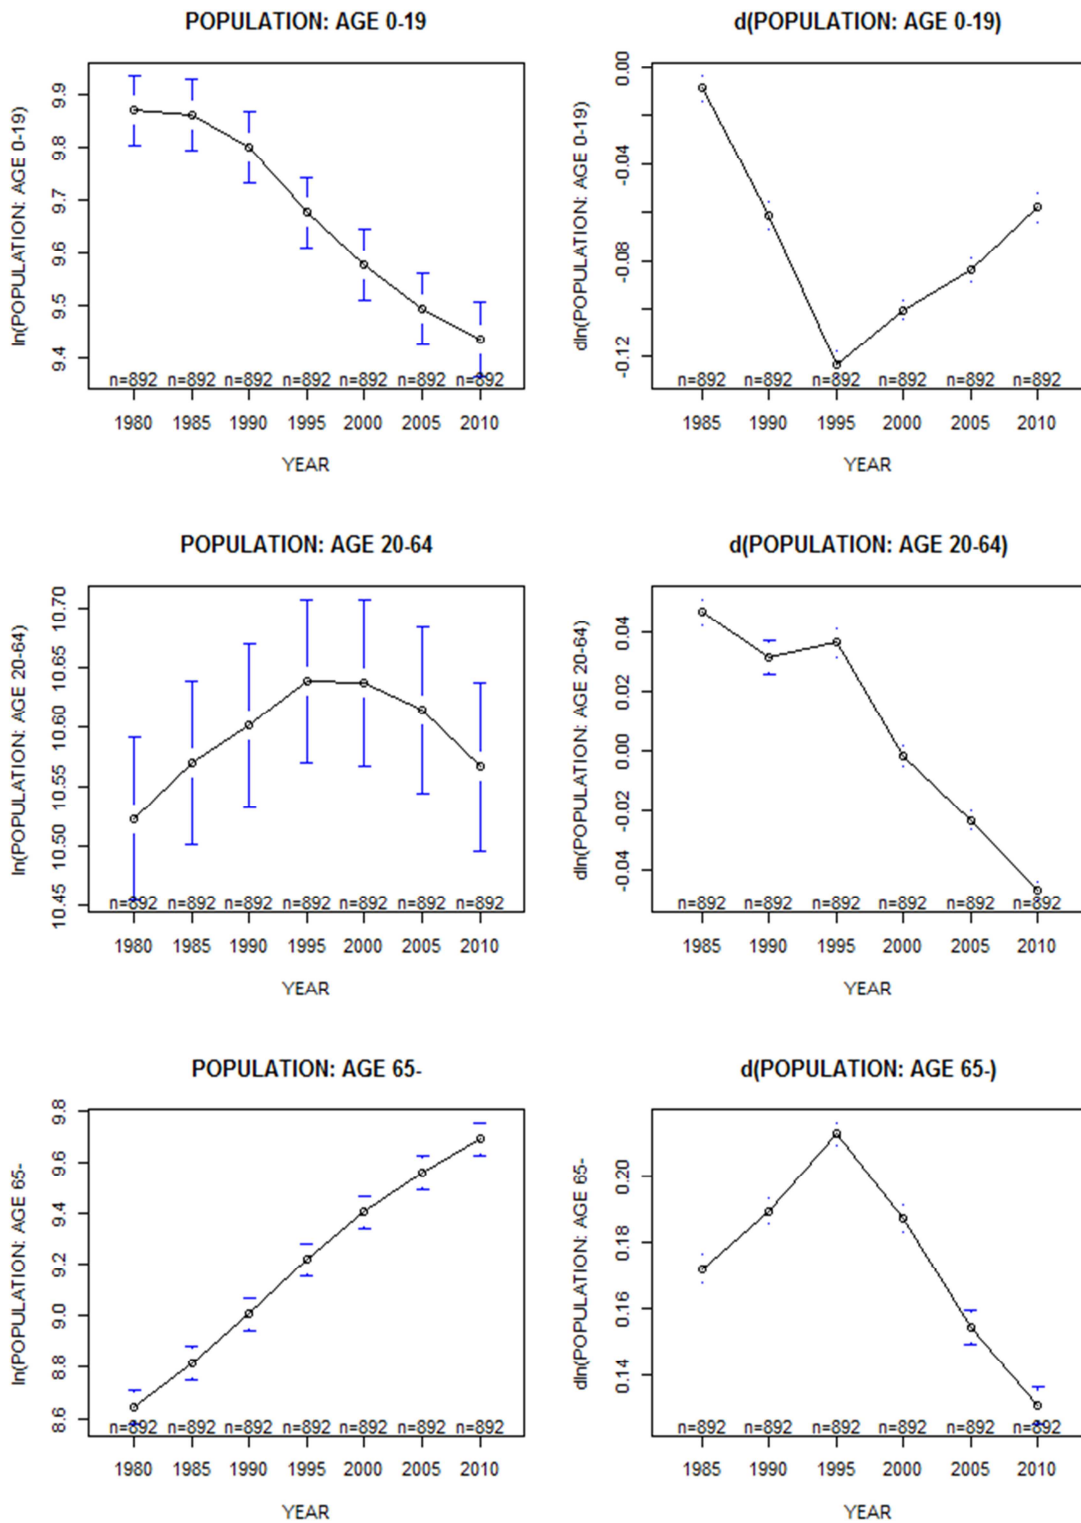 POPULATION: AGE 0-19
ln(POPULATION: AGE 0-19)
9.9
9.8
9.7
9.6
9.5
9.4
n=892 n=892 n=892 n=892 n=892 n=892 n=892
1980 1985 1990 1995 2000 2005 2010
YEAR
d(POPULATION: AGE 0-19)
dln(POPULATION: AGE 0-19)
0.00
-0.04
-0.08
-0.12
n=892 n=892 n=892 n=892 n=892 n=892
1985 1990 1995 2000 2005 2010
YEAR
POPULATION: AGE 20-64
ln(POPULATION: AGE 20-64)
10.70
10.65
10.60
10.55
10.50
10.45
n=892 n=892 n=892 n=892 n=892 n=892 n=892
1980 1985 1990 1995 2000 2005 2010
YEAR
d(POPULATION: AGE 20-64)
dln(POPULATION: AGE 20-64)
0.04
0.02
0.00
-0.02
-0.04
n=892 n=892 n=892 n=892 n=892 n=892
1985 1990 1995 2000 2005 2010
YEAR
POPULATION: AGE 65-
ln(POPULATION: AGE 65-
9.8
9.6
9.4
9.2
9.0
8.8
8.6
n=892 n=892 n=892 n=892 n=892 n=892 n=892
1980 1985 1990 1995 2000 2005 2010
YEAR
d(POPULATION: AGE 65-)
dln(POPULATION: AGE 65-
0.20
0.18
0.16
0.14
n=892 n=892 n=892 n=892 n=892 n=892
1985 1990 1995 2000 2005 2010
YEAR